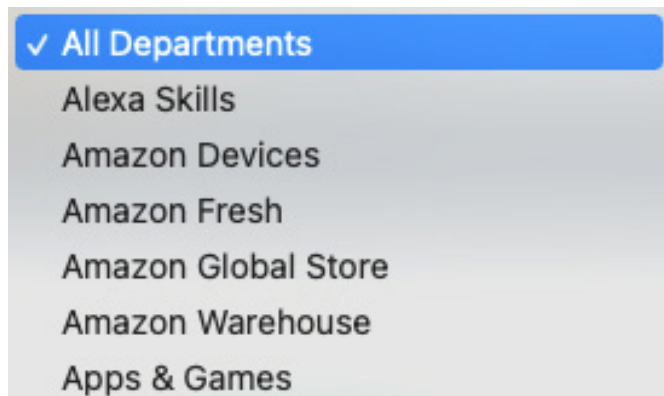 ✓ All Departments
Alexa Skills
Amazon Devices
Amazon Fresh
Amazon Global Store
Amazon Warehouse
Apps & Games